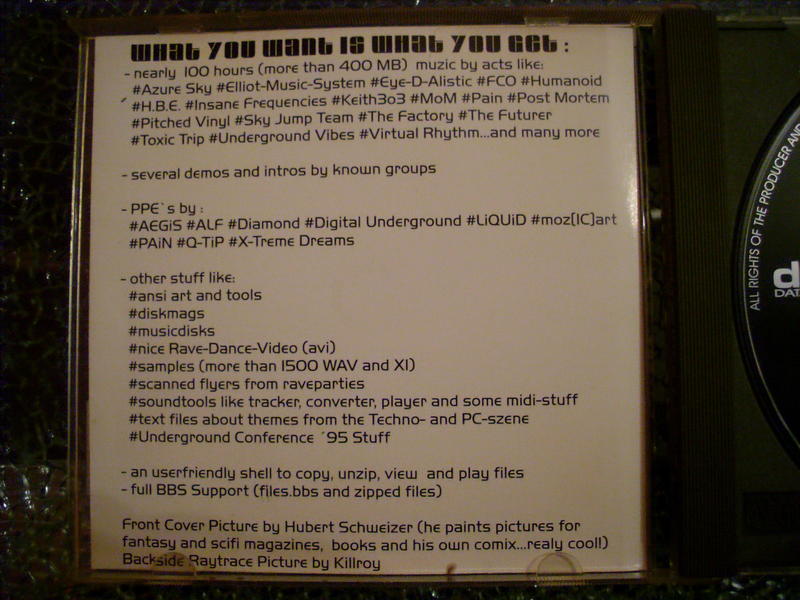 WHAT YOU WANT IS WHAT YOU GET :
- nearly 100 hours (more than 400 MB) muzic by acts like:
#Azure Sky #Elliot-Music-System #Eye-D-Alistic #FCO #Humanoid
#H.B.E. #Insane Frequencies #Keith3o3 #MoM #Pain #Post Mortem
#Pitched Vinyl #Sky Jump Team #The Factory #The Futurer
#Toxic Trip #Underground Vibes #Virtual Rhythm...and many more
- several demos and intros by known groups
- PPE`s by :
#AEGiS #ALF #Diamond #Digital Underground #LiQUiD #moz(IC)art
#PAiN #Q-TiP #X-Treme Dreams
- other stuff like:
#ansi art and tools
#diskmags
#musicdisks
#nice Rave-Dance-Video (avi)
#samples (more than 1500 WAV and XI)
#scanned flyers from raveparties
#soundtools like tracker, converter, player and some midi-stuff
#text files about themes from the Techno- and PC-szene
#Underground Conference ´95 Stuff
- an userfriendly shell to copy, unzip, view and play files
- full BBS Support (files.bbs and zipped files)
Front Cover Picture by Hubert Schweizer (he paints pictures for
fantasy and scifi magazines, books and his own comix...realy cool!)
Backside Raytrace Picture by Killroy
ALL RIGHTS OF THE PRODUCER AND